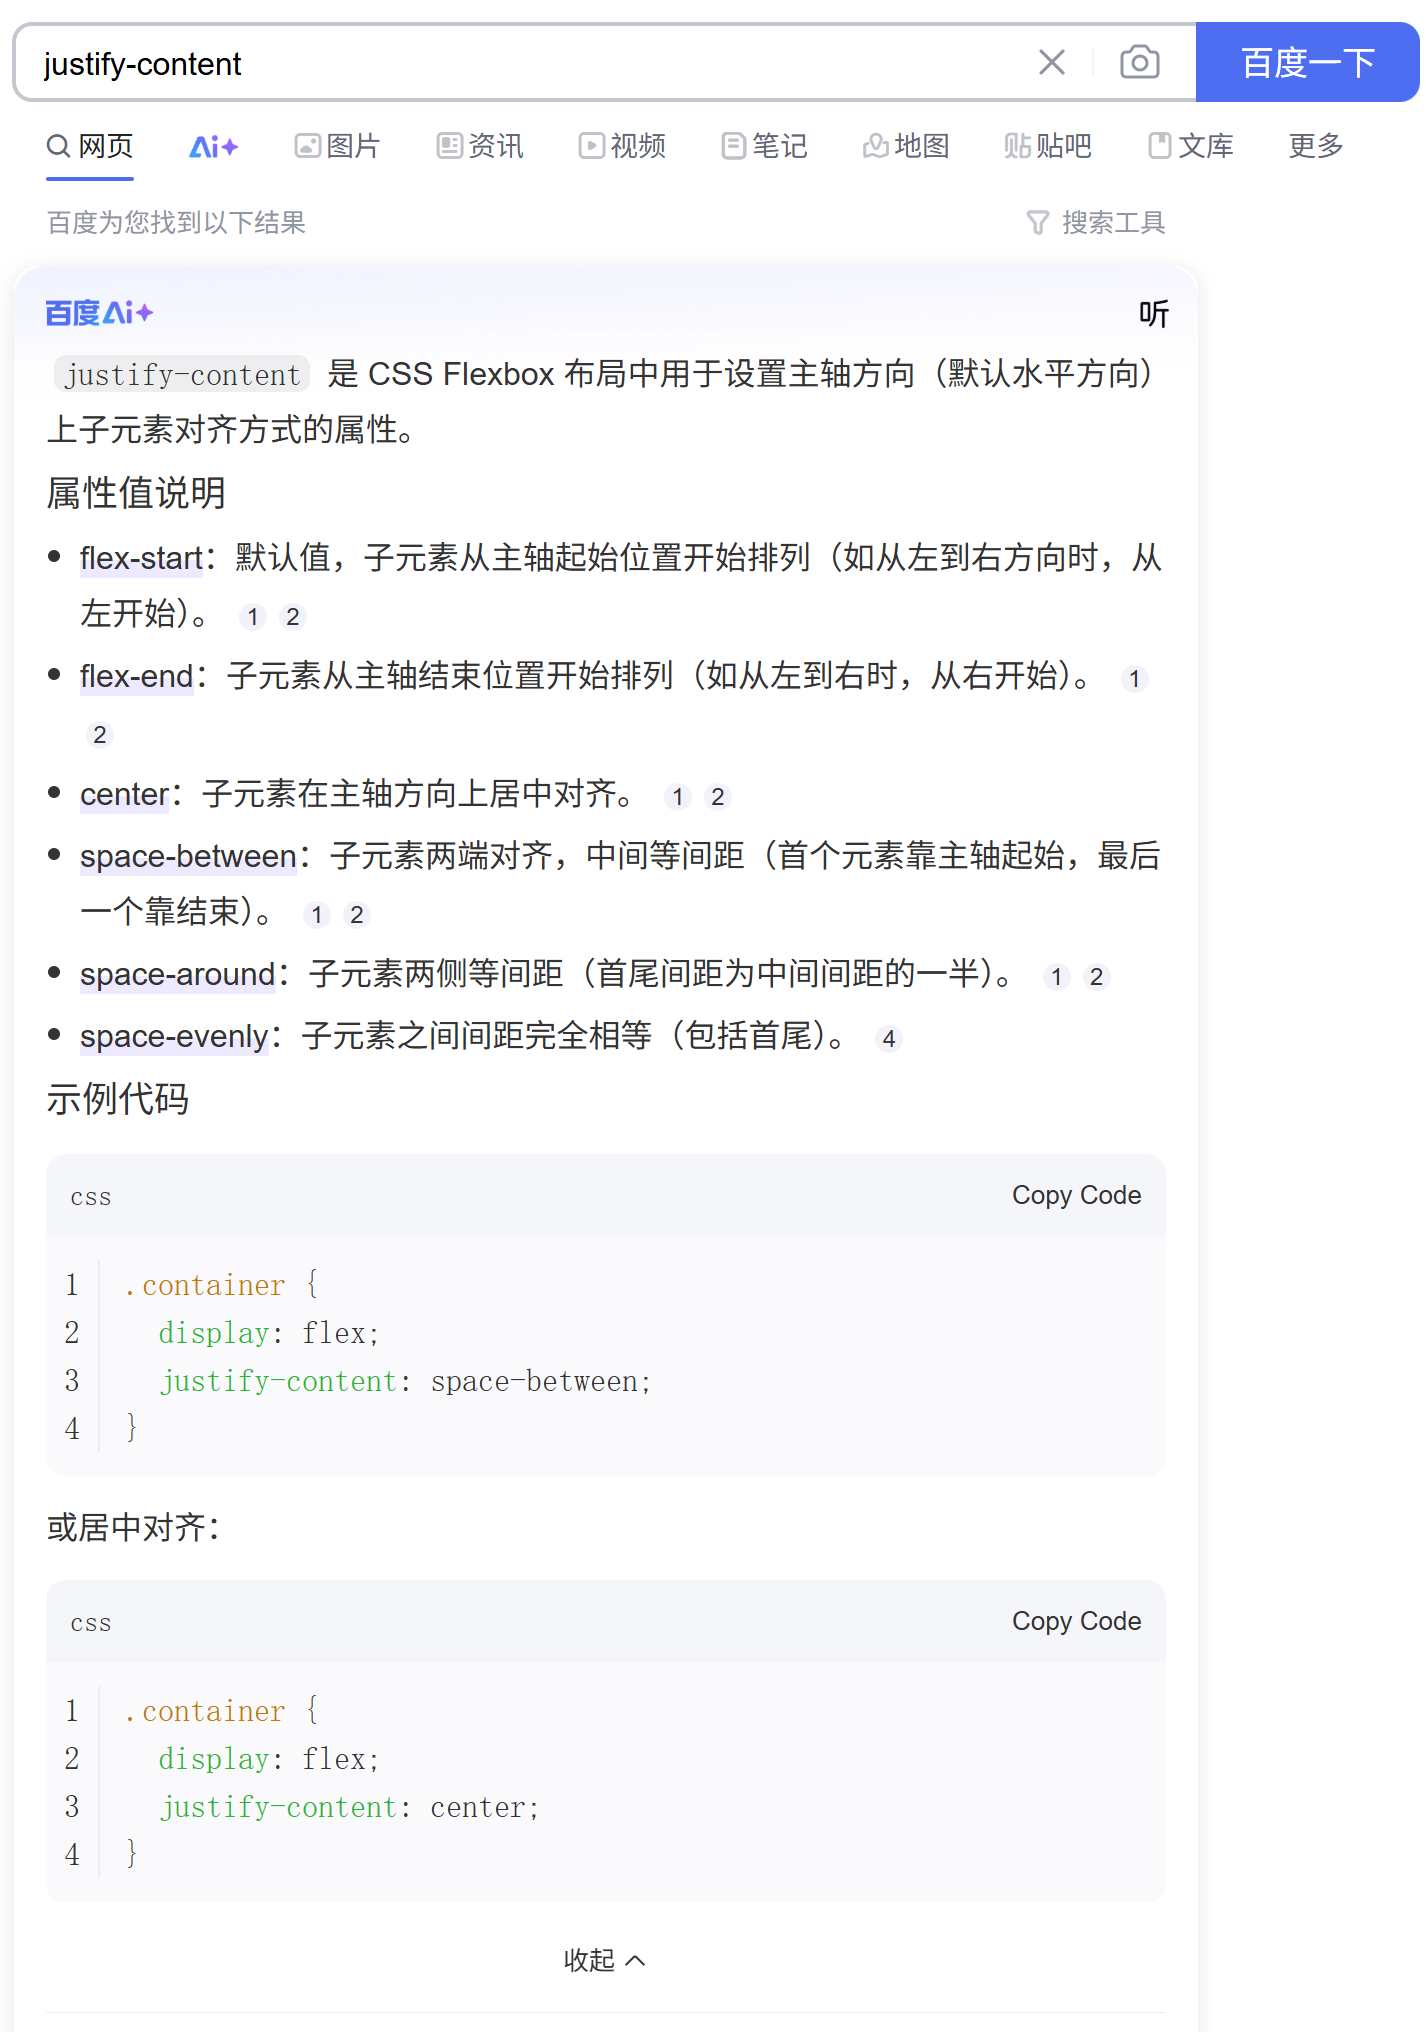 justify-content
百度一下
网页 Ai 图片 资讯 视频 笔记 地图 贴吧 文库 更多
百度为您找到以下结果 搜索工具
百度Ai 听
justify-content 是 CSS Flexbox 布局中用于设置主轴方向（默认水平方向）
上子元素对齐方式的属性。
属性值说明
flex-start：默认值，子元素从主轴起始位置开始排列（如从左到右方向时，从
左开始）。 1 2
flex-end：子元素从主轴结束位置开始排列（如从左到右时，从右开始）。 1
2
center：子元素在主轴方向上居中对齐。 1 2
space-between：子元素两端对齐，中间等间距（首个元素靠主轴起始，最后
一个靠结束）。 1 2
space-around：子元素两侧等间距（首尾间距为中间间距的一半）。 1 2
space-evenly：子元素之间间距完全相等（包括首尾）。 4
示例代码
css Copy Code
1 .container {
2 display: flex;
3 justify-content: space-between;
4 }
或居中对齐：
css Copy Code
1 .container {
2 display: flex;
3 justify-content: center;
4 }
收起